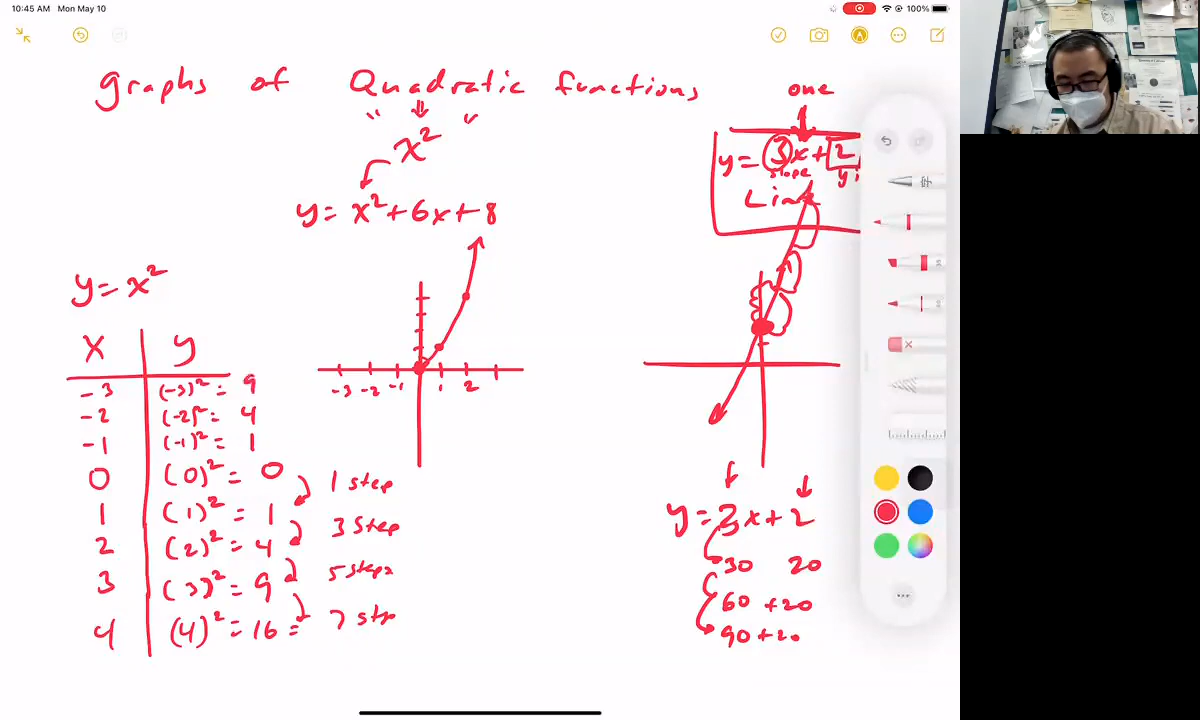 10:45 AM Mon May 10
100%
graphs of Quadratic functions
x²
y = x² + 6x + 8
one
y = 3x + 2
slope
Line
y = x²
x y
-3 (-3)² = 9
-2 (-2)² = 4
-1 (-1)² = 1
0 (0)² = 0
1 (1)² = 1
2 (2)² = 4
3 (3)² = 9
4 (4)² = 16 =
1 step
3 step
5 steps
7 step
-3 -2 -1 1 2
y = 3x + 2
30 20
60 + 20
90 + 20